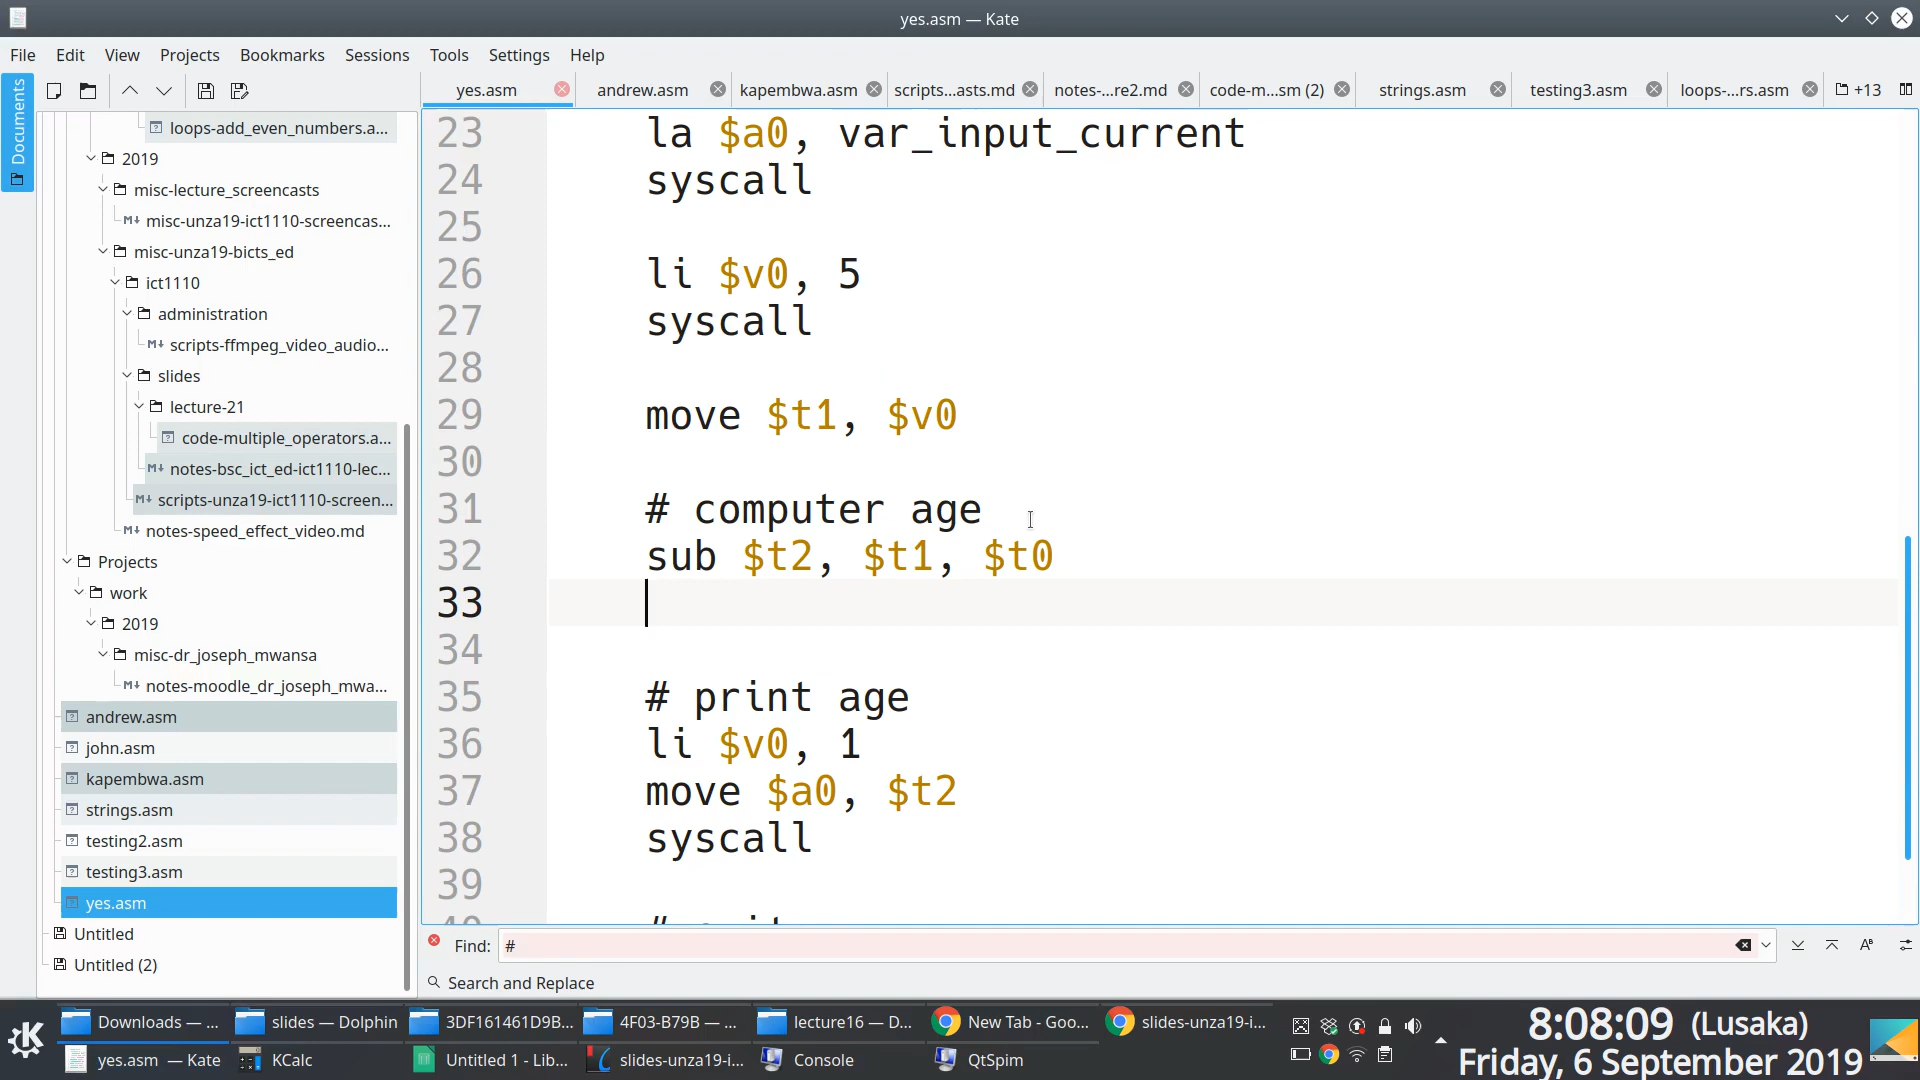 yes.asm — Kate
File Edit View Projects Bookmarks Sessions Tools Settings Help
Documents
yes.asm andrew.asm kapembwa.asm scripts...asts.md notes-...re2.md code-m...sm (2) strings.asm testing3.asm loops-...rs.asm +13
loops-add_even_numbers.a...
2019
misc-lecture_screencasts
misc-unza19-ict1110-screencas...
misc-unza19-bicts_ed
ict1110
administration
scripts-ffmpeg_video_audio...
slides
lecture-21
code-multiple_operators.a...
notes-bsc_ict_ed-ict1110-lec...
scripts-unza19-ict1110-screen...
notes-speed_effect_video.md
Projects
work
2019
misc-dr_joseph_mwansa
notes-moodle_dr_joseph_mwa...
andrew.asm
john.asm
kapembwa.asm
strings.asm
testing2.asm
testing3.asm
yes.asm
Untitled
Untitled (2)
23 la $a0, var_input_current
24 syscall
25
26 li $v0, 5
27 syscall
28
29 move $t1, $v0
30
31 # computer age
32 sub $t2, $t1, $t0
33
34
35 # print age
36 li $v0, 1
37 move $a0, $t2
38 syscall
39
Find: #
Search and Replace
Downloads — ... slides — Dolphin 3DF161461D9B... 4F03-B79B — ... lecture16 — D... New Tab - Goo... slides-unza19-i...
yes.asm — Kate KCalc Untitled 1 - Lib... slides-unza19-i... Console QtSpim
8:08:09 (Lusaka)
Friday, 6 September 2019